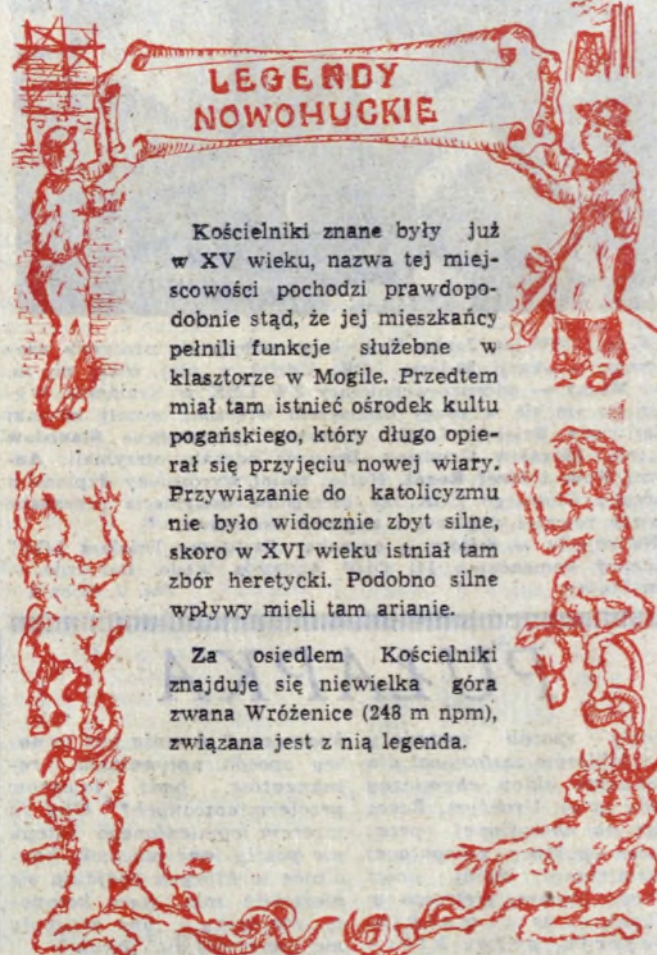 LEGENDY
NOWOHUCKIE
Kościelniki znane były już
w XV wieku, nazwa tej miej-
scowości pochodzi prawdopo-
dobnie stąd, że jej mieszkańcy
pełnili funkcje służebne w
klasztorze w Mogile. Przedtem
miał tam istnieć ośrodek kultu
pogańskiego, który długo opie-
rał się przyjęciu nowej wiary.
Przywiązanie do katolicyzmu
nie było widocznie zbyt silne,
skoro w XVI wieku istniał tam
zbór heretycki. Podobno silne
wpływy mieli tam arianie.
Za osiedlem Kościelniki
znajduje się niewielka góra
zwana Wróżenice (248 m npm),
związana jest z nią legenda.